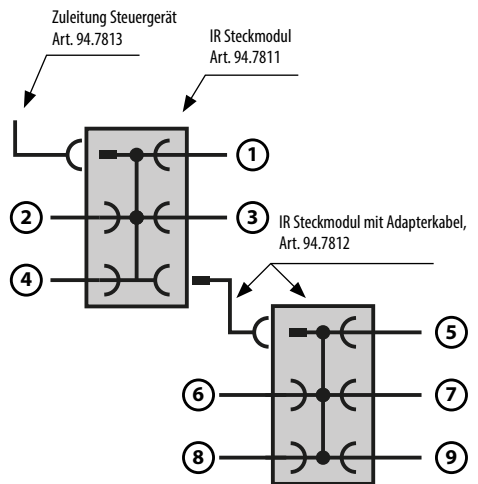 Zuleitung Steuergerät
Art. 94.7813
IR Steckmodul
Art. 94.7811
1
2
3
IR Steckmodul mit Adapterkabel,
Art. 94.7812
4
5
6
7
8
9